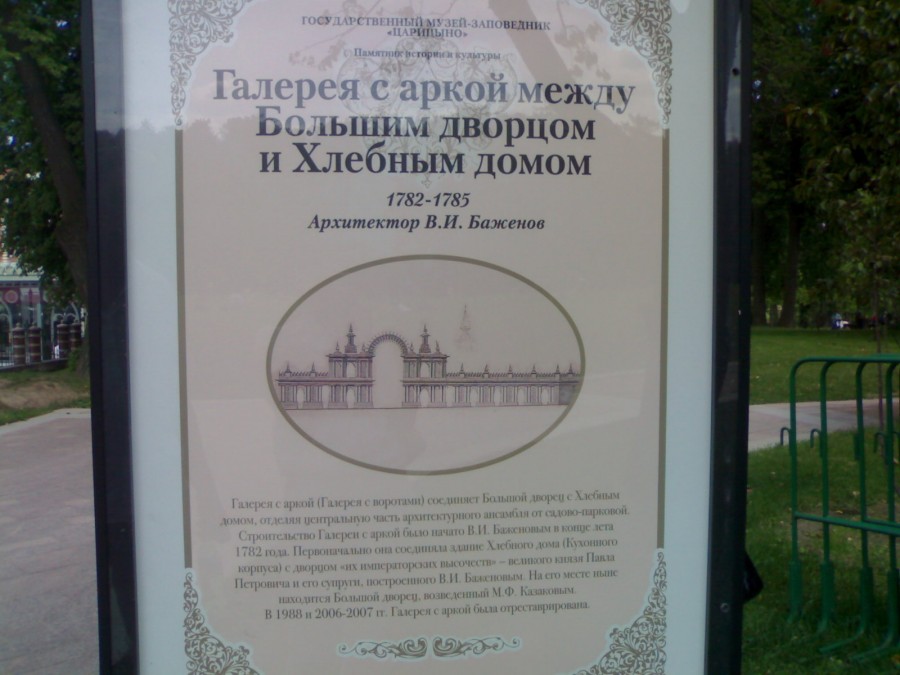 ГОСУДАРСТВЕННЫЙ МУЗЕЙ-ЗАПОВЕДНИК
«ЦАРИЦЫНО»
Памятник истории и культуры
Галерея с аркой между
Большим дворцом
и Хлебным домом
1782-1785
Архитектор В.И. Баженов
Галерея с аркой (Галерея с воротами) соединяет Большой дворец с Хлебным
домом, отделяя центральную часть архитектурного ансамбля от садово-парковой.
Строительство Галереи с аркой было начато В.И. Баженовым в конце лета
1782 года. Первоначально она соединяла здание Хлебного дома (Кухонного
корпуса) с дворцом «их императорских высочеств» – великого князя Павла
Петровича и его супруги, построенного В.И. Баженовым. На его месте ныне
находится Большой дворец, возведенный М.Ф. Казаковым.
В 1988 и 2006-2007 гг. Галерея с аркой была отреставрирована.